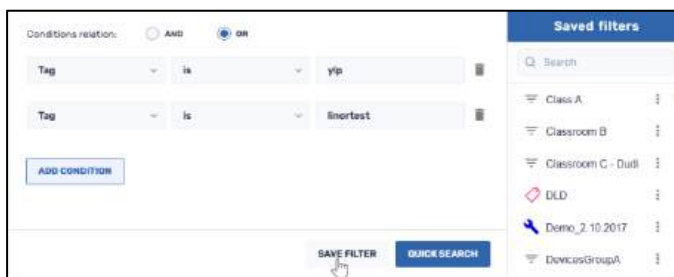 Conditions relation: AND OR
Tag is yip
Tag is linortest
ADD CONDITION
SAVE FILTER QUICK SEARCH
Saved filters
Search
Class A
Classroom B
Classroom C - Dudi
DLD
Demo_2.10.2017
DevicesGroupA